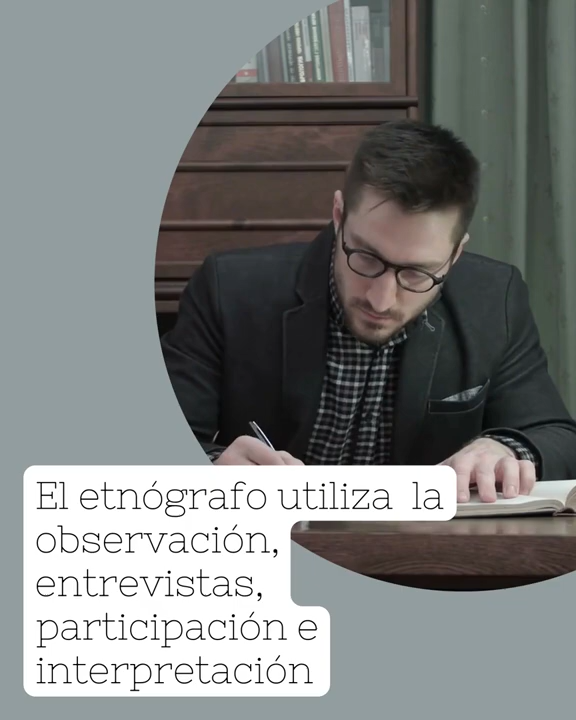 El etnógrafo utiliza  la
observación,
entrevistas,
participación e
interpretación